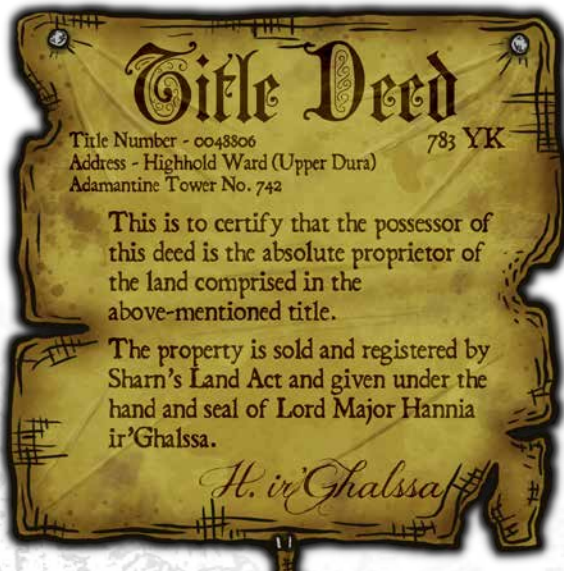 Title Deed
Title Number - 0048806 783 YK
Address - Highhold Ward (Upper Dura)
Adamantine Tower No. 742
This is to certify that the possessor of
this deed is the absolute proprietor of
the land comprised in the
above-mentioned title.
The property is sold and registered by
Sharn's Land Act and given under the
hand and seal of Lord Major Hannia
ir'Ghalssa.
H. ir'Ghalssa